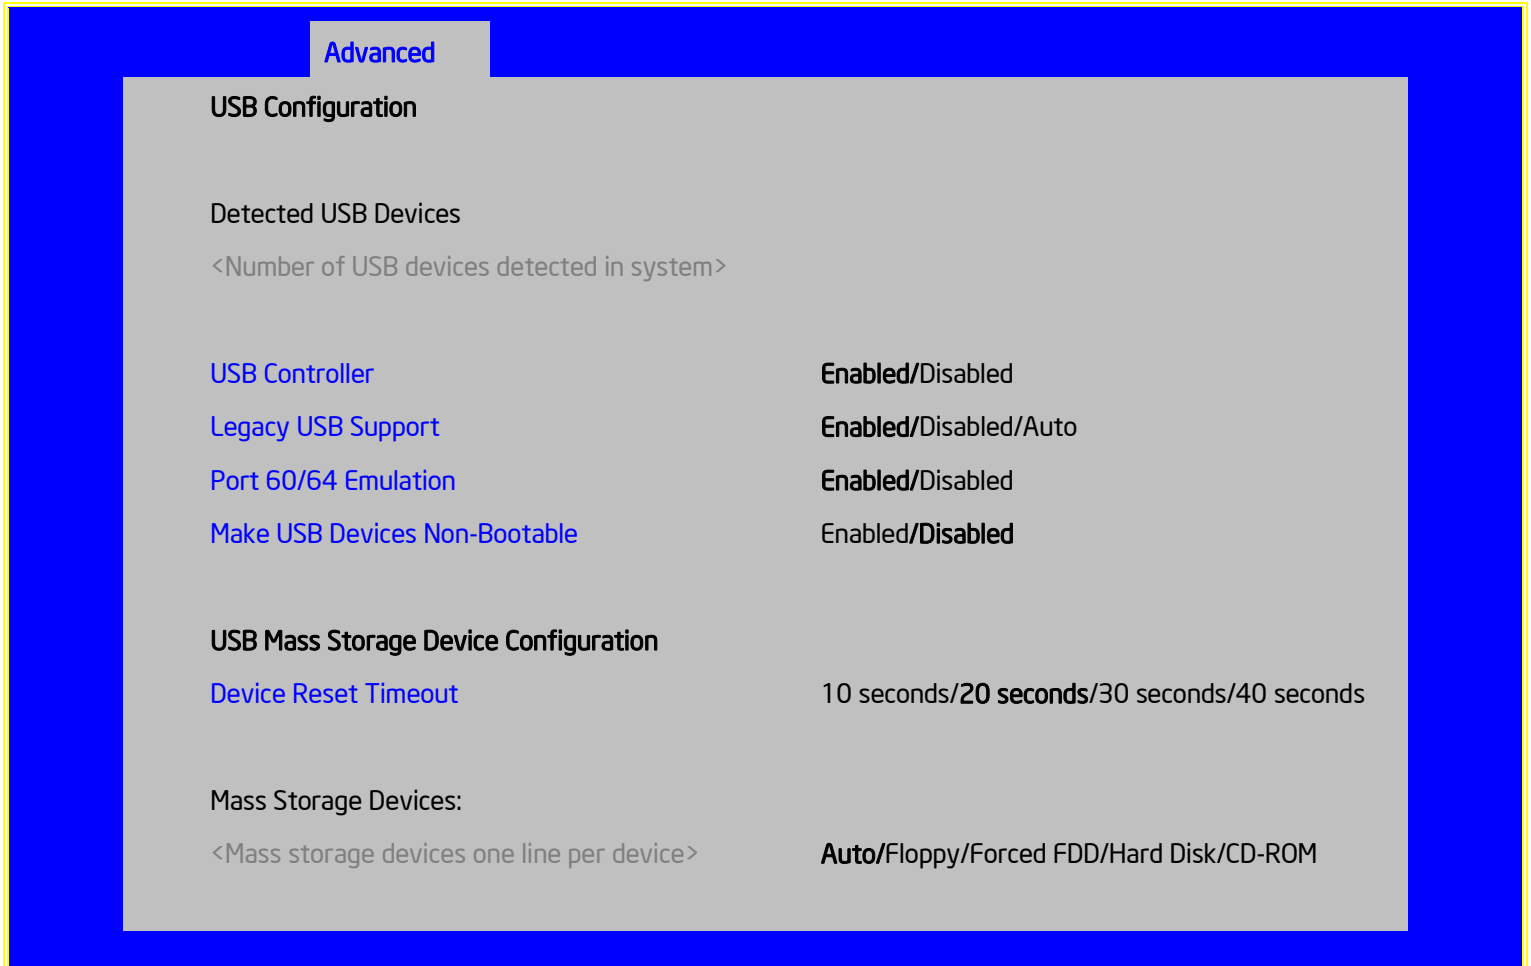 Advanced
USB Configuration
Detected USB Devices
<Number of USB devices detected in system>
USB Controller Enabled/Disabled
Legacy USB Support Enabled/Disabled/Auto
Port 60/64 Emulation Enabled/Disabled
Make USB Devices Non-Bootable Enabled/Disabled
USB Mass Storage Device Configuration
Device Reset Timeout 10 seconds/20 seconds/30 seconds/40 seconds
Mass Storage Devices:
<Mass storage devices one line per device> Auto/Floppy/Forced FDD/Hard Disk/CD-ROM